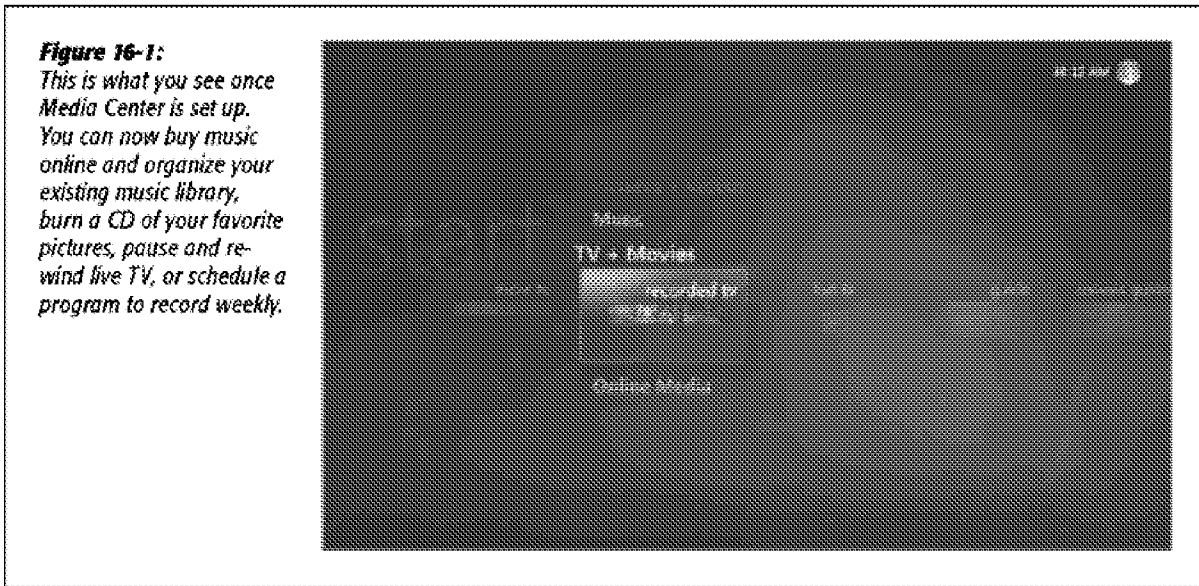 Figure 16-1:
This is what you see once
Media Center is set up.
You can now buy music
online and organize your
existing music library,
burn a CD of your favorite
pictures, pause and re-
wind live TV, or schedule a
program to record weekly.
Music
TV + Movies
recorded tv
Online Media